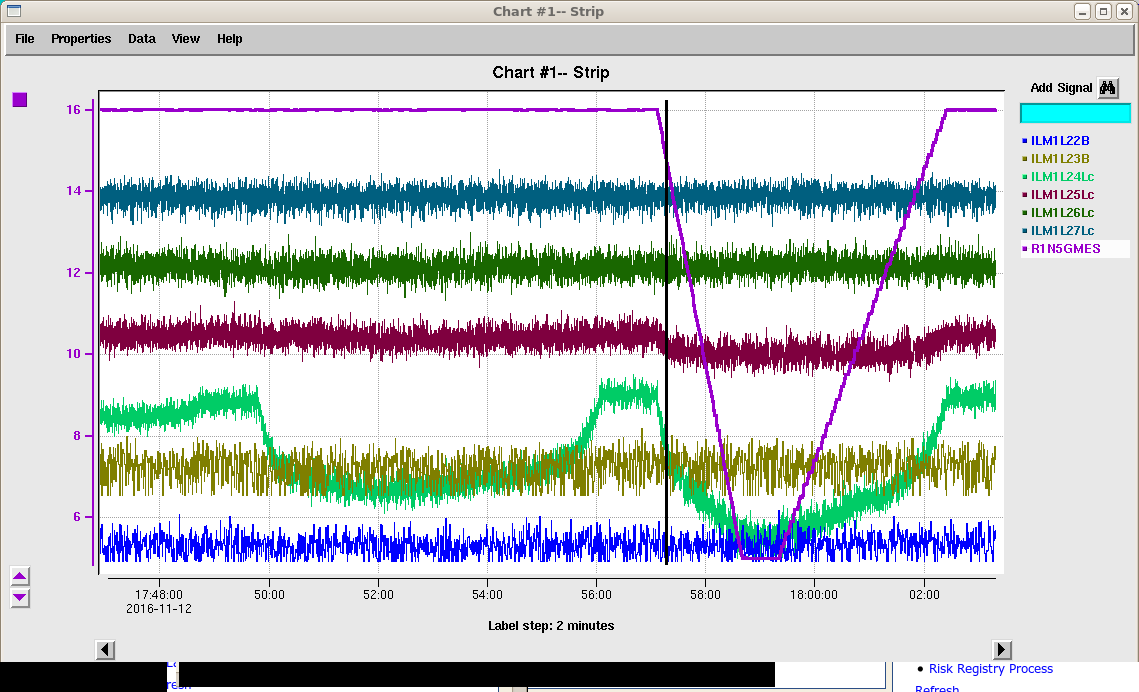 Chart #1-- Strip
File Properties Data View Help
Chart #1-- Strip
Add Signal
16
14
12
10
8
6
ILM1L22B
ILM1L23B
ILM1L24Lc
ILM1L25Lc
ILM1L26Lc
ILM1L27Lc
R1N5GMES
17:48:00 50:00 52:00 54:00 56:00 58:00 18:00:00 02:00
2016-11-12
Label step: 2 minutes
Risk Registry Process
Refresh